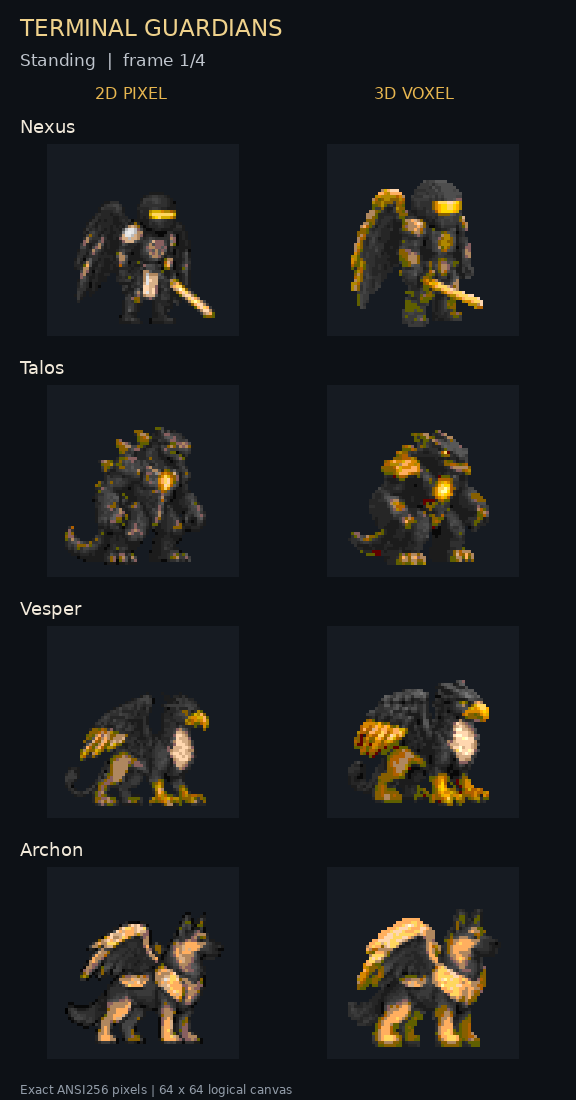 TERMINAL GUARDIANS
Standing | frame 1/4
2D PIXEL 3D VOXEL
Nexus
Talos
Vesper
Archon
Exact ANSI256 pixels | 64 x 64 logical canvas